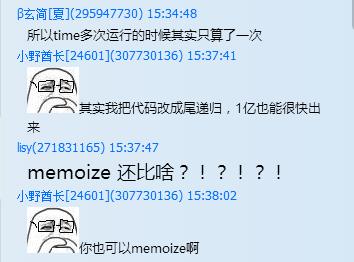 β玄简[夏](295947730) 15:34:48
所以time多次运行的时候其实只算了一次
小野酋长[24601](307730136) 15:37:41
其实我把代码改成尾递归，1亿也能很快出
来
lisy(271831165) 15:37:47
memoize 还比啥？！？！？！
小野酋长[24601](307730136) 15:38:02
你也可以memoize啊